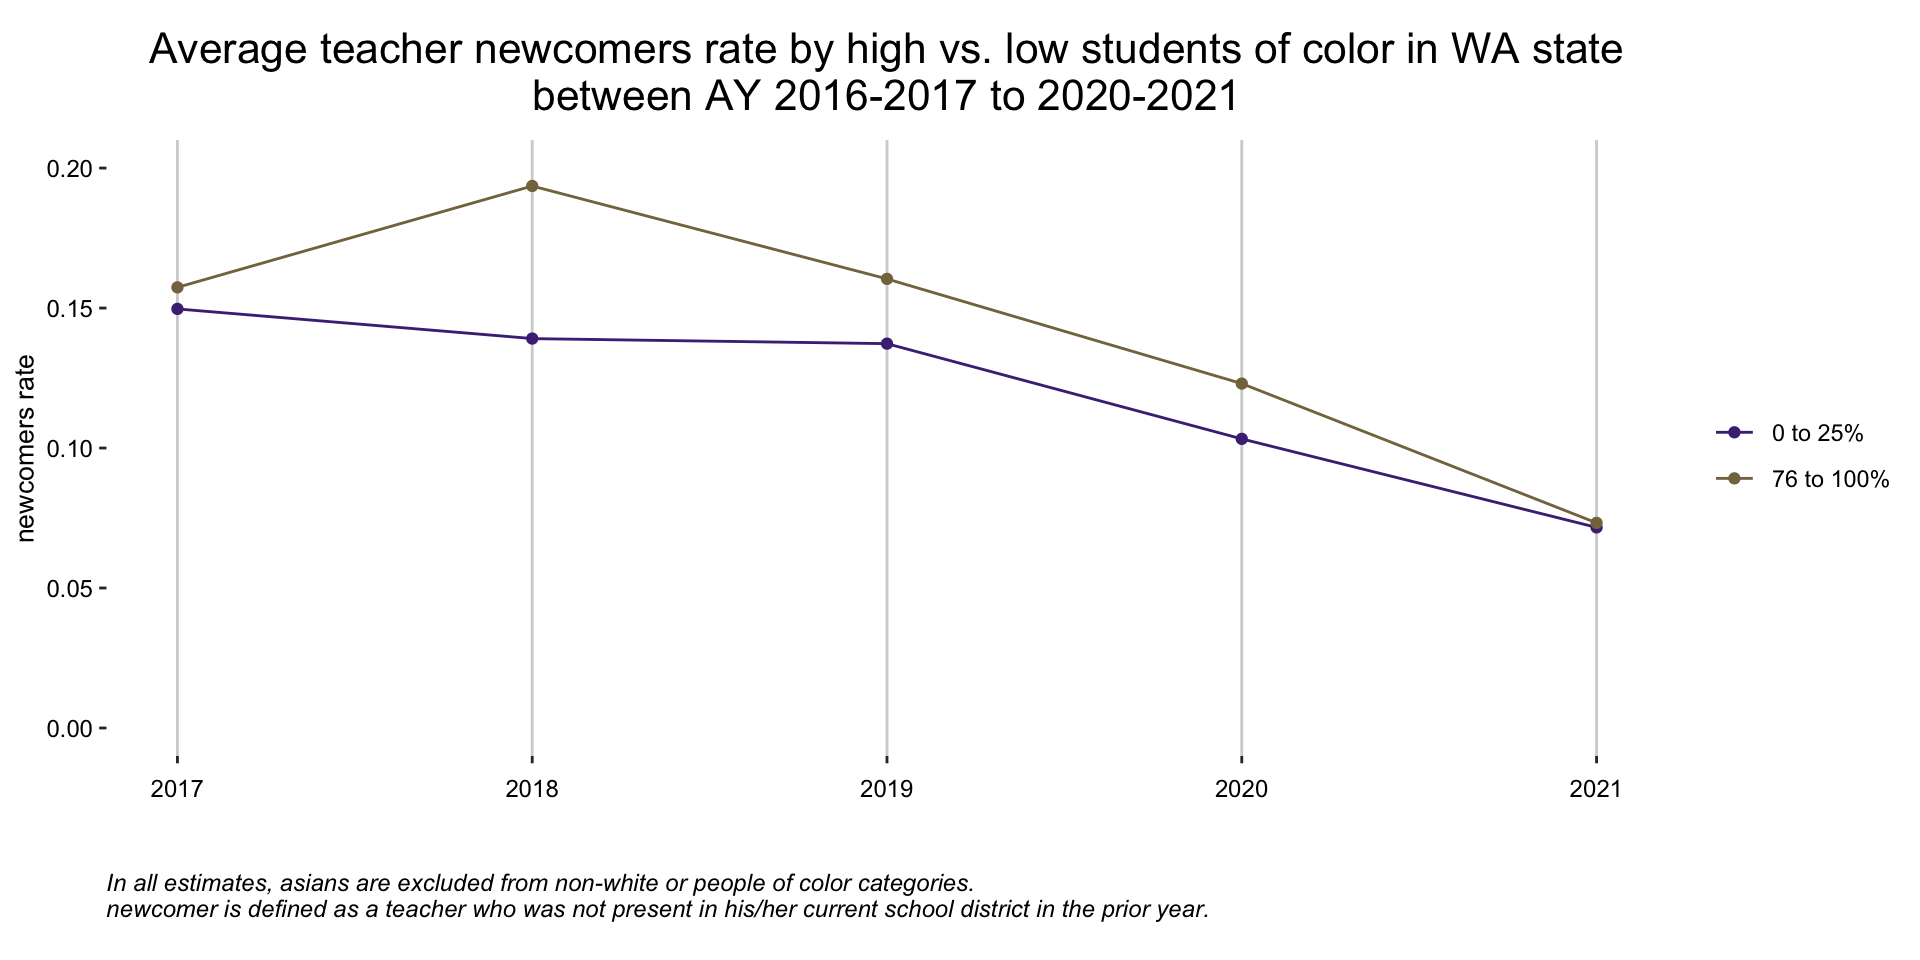 Average teacher newcomers rate by high vs. low students of color in WA state
between AY 2016-2017 to 2020-2021
0.20
0.15
0.10
0.05
0.00
newcomers rate
2017
2018
2019
2020
2021
0 to 25%
76 to 100%
In all estimates, asians are excluded from non-white or people of color categories.
newcomer is defined as a teacher who was not present in his/her current school district in the prior year.